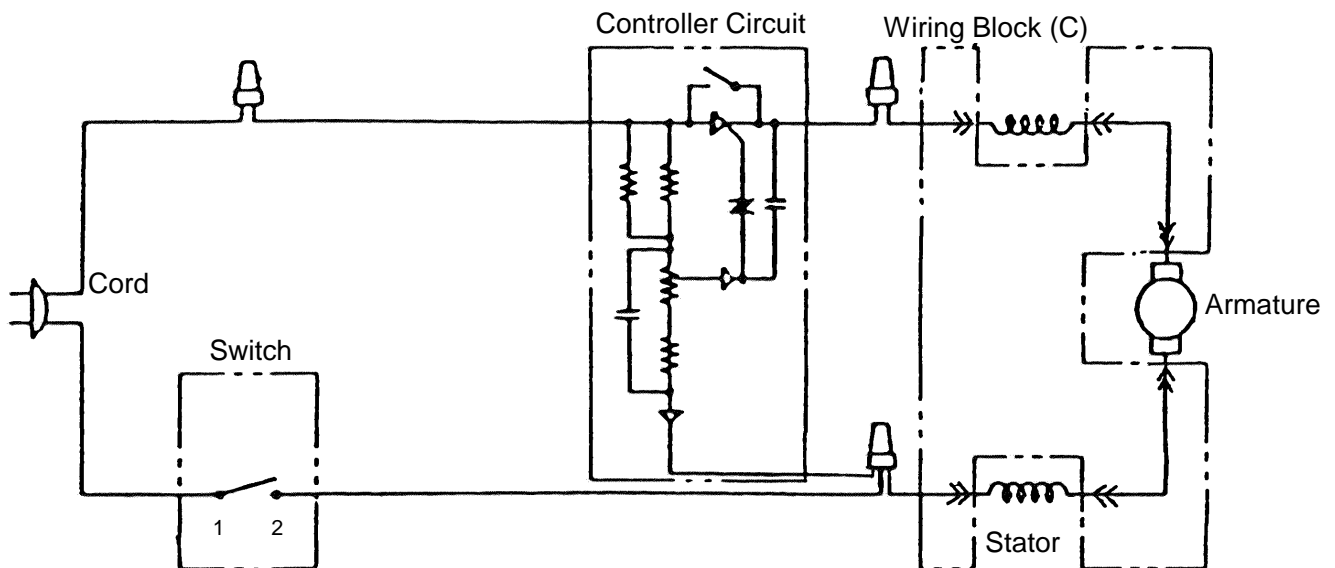 Controller Circuit
Wiring Block (C)
Cord
Armature
Switch
1 2
Stator